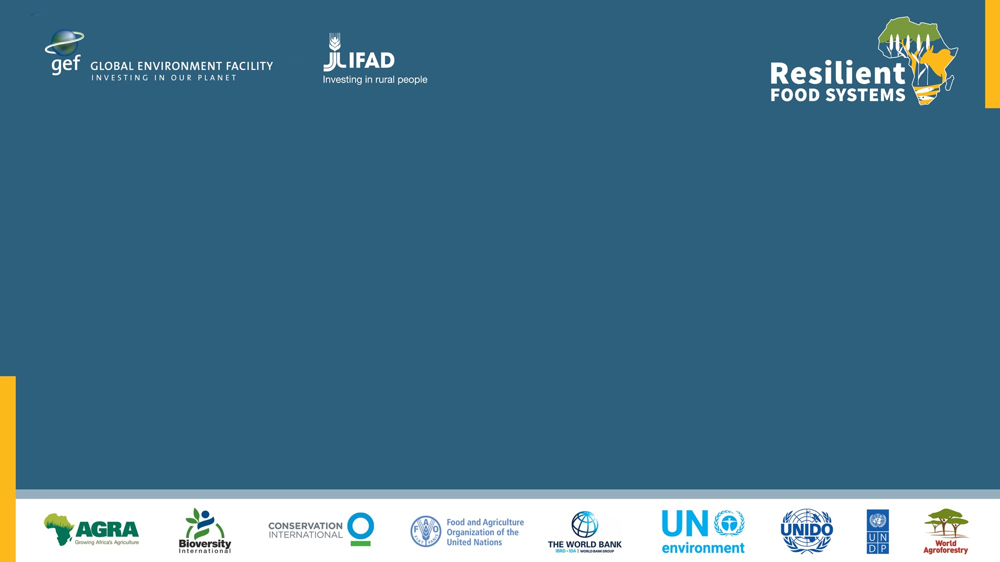 gef
GLOBAL ENVIRONMENT FACILITY
INVESTING IN OUR PLANET
IFAD
Investing in rural people
Resilient
FOOD SYSTEMS
AGRA
Growing Africa's Agriculture
Bioversity
International
CONSERVATION
INTERNATIONAL
F A O
FIAT PANIS
Food and Agriculture
Organization of the
United Nations
THE WORLD BANK
IBRD • IDA | WORLD BANK GROUP
UN
environment
UNIDO
U N
D P
World
Agroforestry